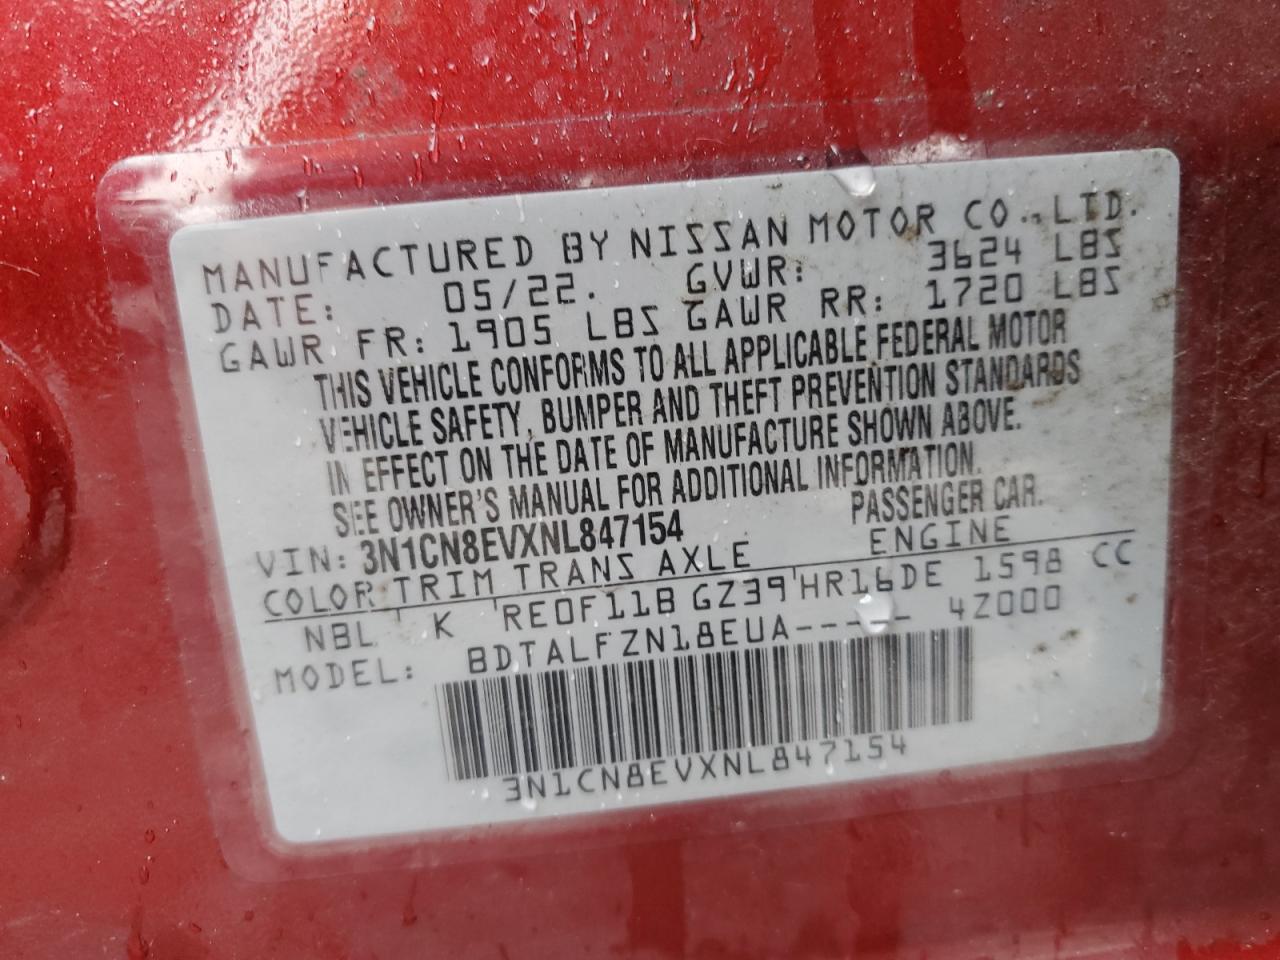 MANUFACTURED BY NISSAN MOTOR CO., LTD.
DATE: 05/22. GVWR: 3624 LBS
GAWR FR: 1905 LBS GAWR RR: 1720 LBS
THIS VEHICLE CONFORMS TO ALL APPLICABLE FEDERAL MOTOR
VEHICLE SAFETY, BUMPER AND THEFT PREVENTION STANDARDS
IN EFFECT ON THE DATE OF MANUFACTURE SHOWN ABOVE.
SEE OWNER'S MANUAL FOR ADDITIONAL INFORMATION.
VIN: 3N1CN8EVXNL847154 PASSENGER CAR.
COLOR TRIM TRANS AXLE ENGINE
NBL K RE0F11B GZ39 HR16DE 1598 CC
MODEL: BDTALFZN18EUA----- 4Z000
3N1CN8EVXNL847154